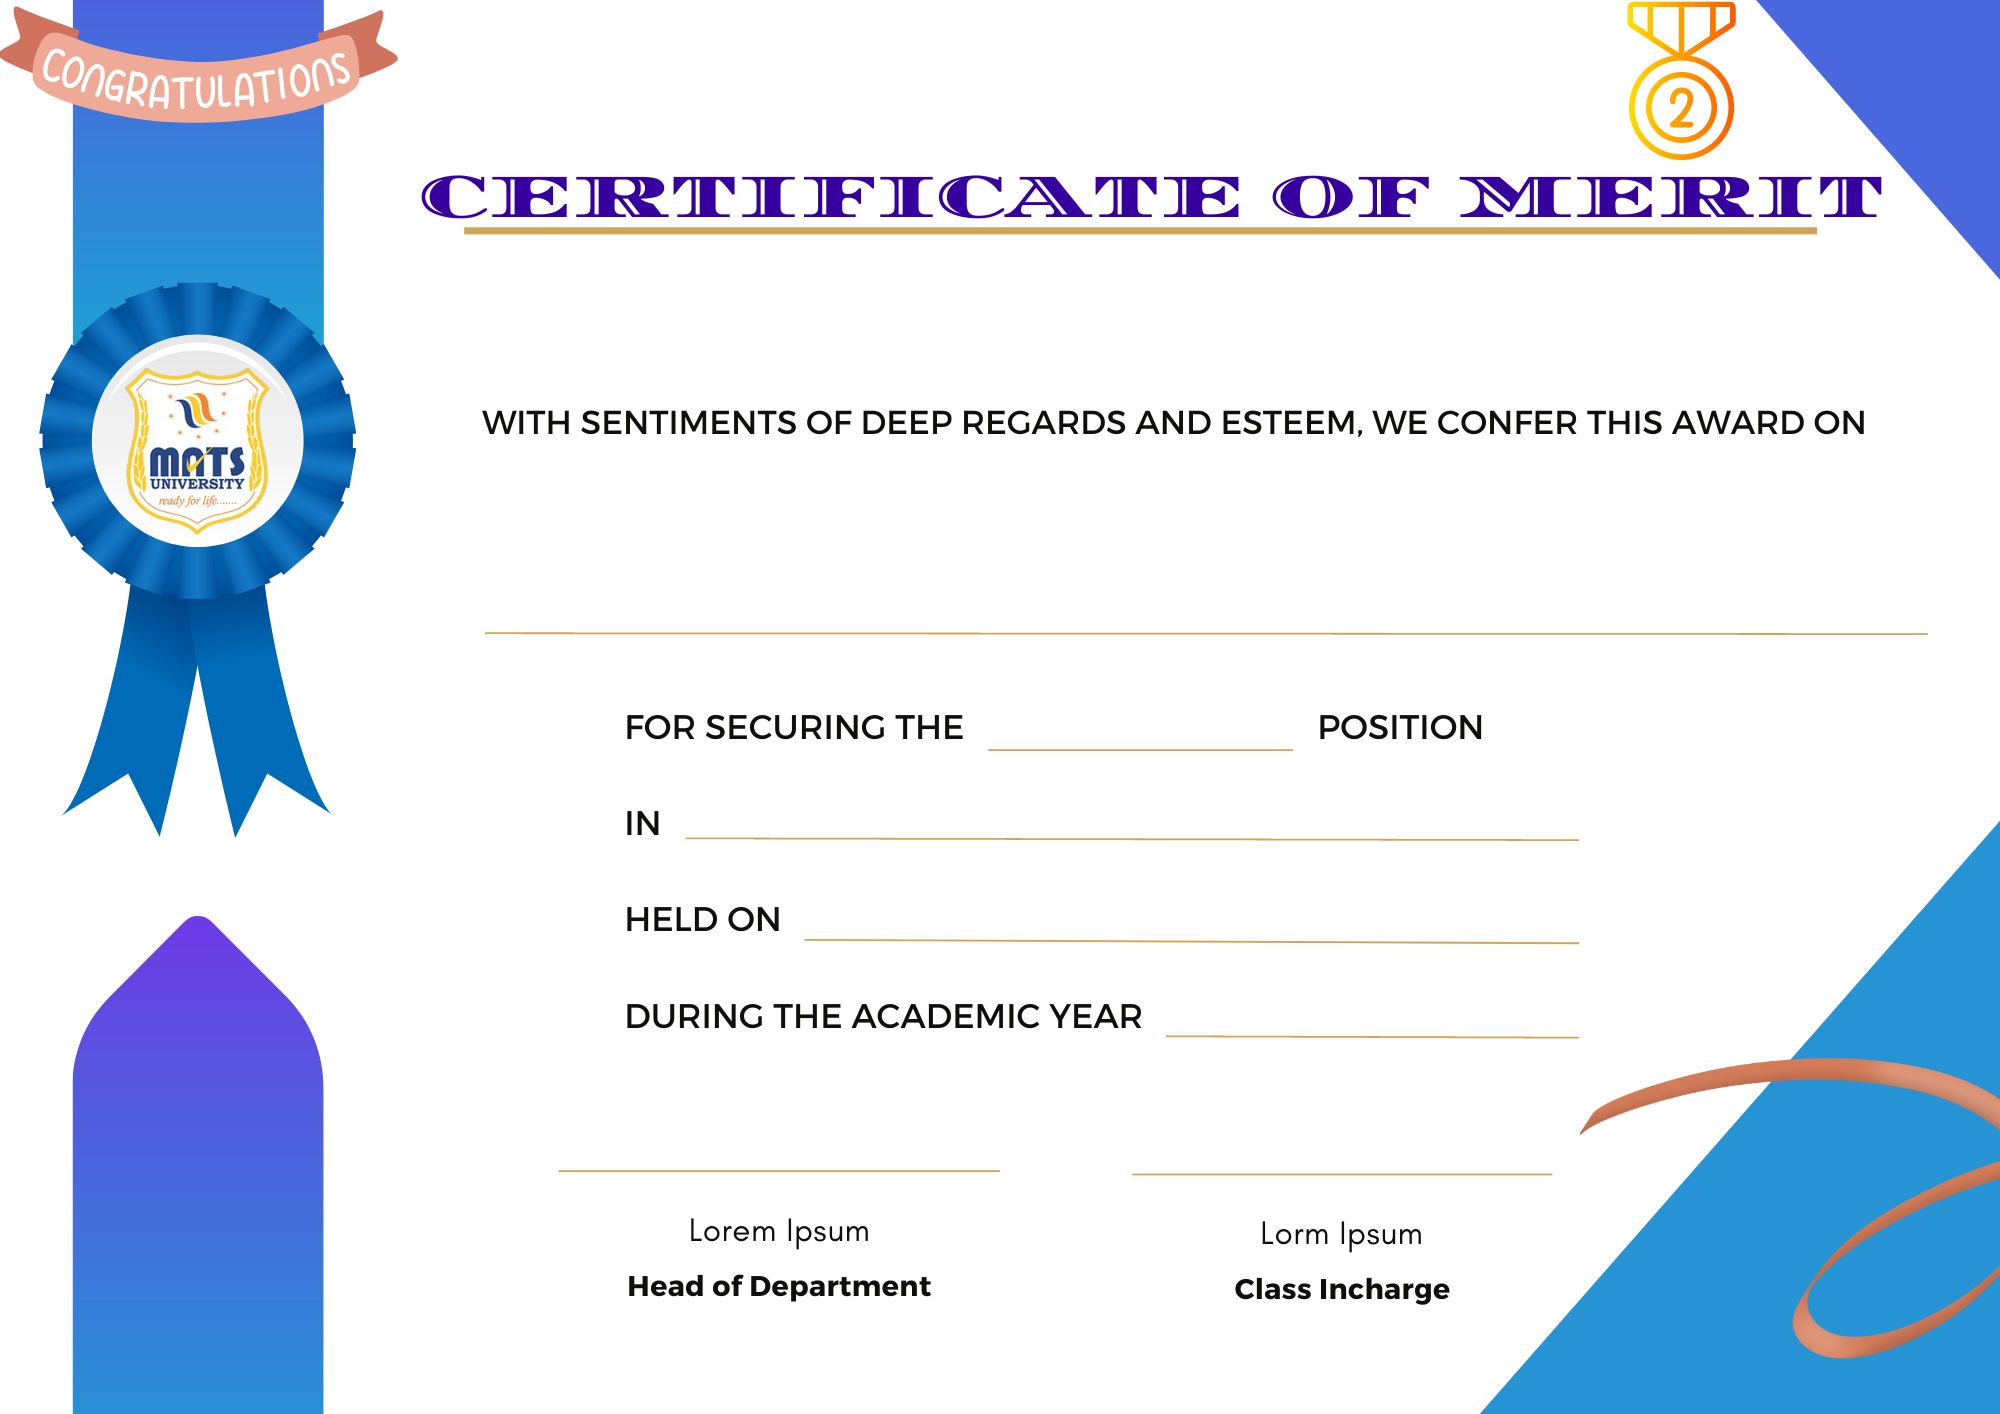 CONGRATULATIONS
2
CERTIFICATE OF MERIT
MATS
UNIVERSITY
ready for life.......
WITH SENTIMENTS OF DEEP REGARDS AND ESTEEM, WE CONFER THIS AWARD ON
FOR SECURING THE POSITION
IN
HELD ON
DURING THE ACADEMIC YEAR
Lorem Ipsum
Head of Department
Lorm Ipsum
Class Incharge